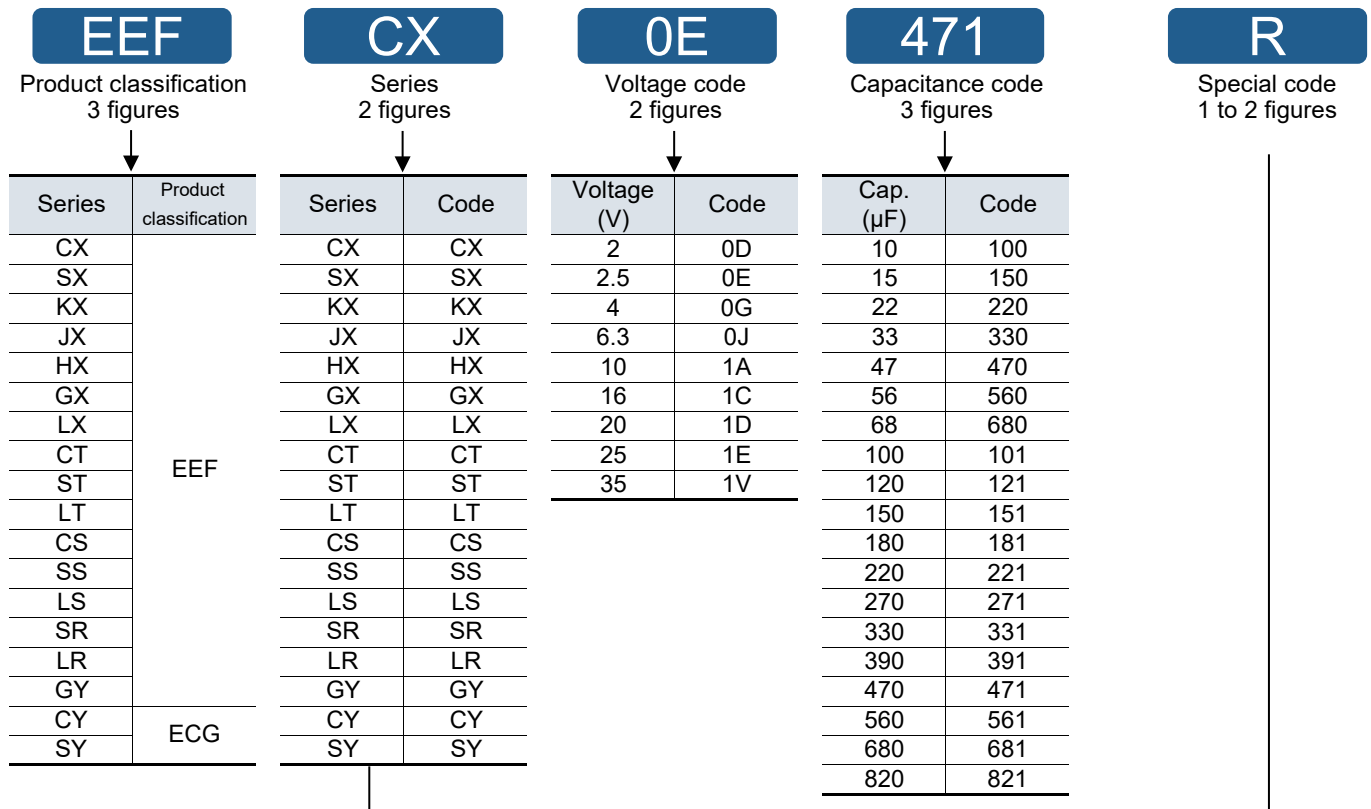 EEF CX 0E 471 R
Product classification Series Voltage code Capacitance code Special code
3 figures 2 figures 2 figures 3 figures 1 to 2 figures
Series Product classification
CX EEF
SX
KX
JX
HX
GX
LX
CT
ST
LT
CS
SS
LS
SR
LR
GY
CY ECG
SY
Series Code
CX CX
SX SX
KX KX
JX JX
HX HX
GX GX
LX LX
CT CT
ST ST
LT LT
CS CS
SS SS
LS LS
SR SR
LR LR
GY GY
CY CY
SY SY
Voltage (V) Code
2 0D
2.5 0E
4 0G
6.3 0J
10 1A
16 1C
20 1D
25 1E
35 1V
Cap. (μF) Code
10 100
15 150
22 220
33 330
47 470
56 560
68 680
100 101
120 121
150 151
180 181
220 221
270 271
330 331
390 391
470 471
560 561
680 681
820 821